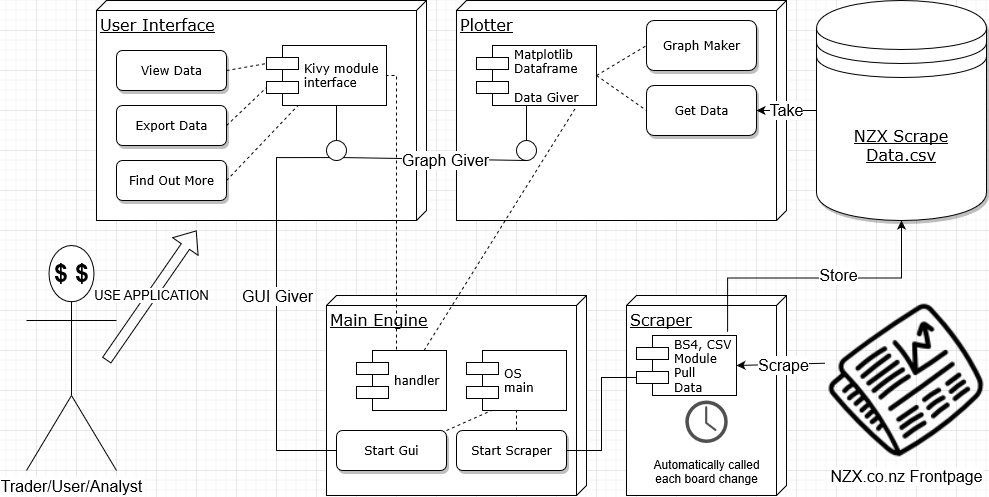 User Interface
View Data
Export Data
Find Out More
Kivy module
interface
Plotter
Matplotlib
Dataframe
Data Giver
Graph Maker
Get Data
Take
NZX Scrape
Data.csv
Graph Giver
$ $
USE APPLICATION
Trader/User/Analyst
GUI Giver
Main Engine
handler
OS
main
Start Gui
Start Scraper
Scraper
BS4, CSV
Module
Pull
Data
Automatically called
each board change
Store
Scrape
NZX.co.nz Frontpage